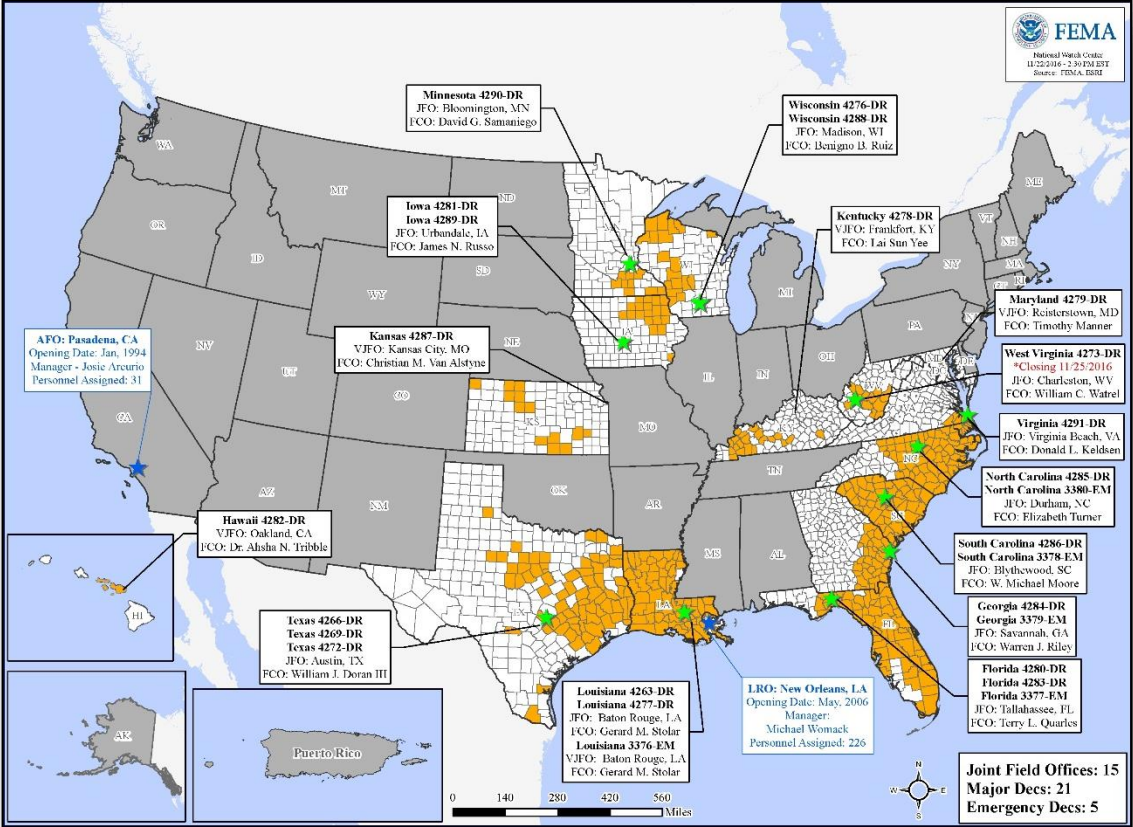 FEMA
National Watch Center
11/22/2016 - 2:30 PM EST
Source: FEMA, ESRI
Minnesota 4290-DR
JFO: Bloomington, MN
FCO: David G. Samaniego
Wisconsin 4276-DR
Wisconsin 4288-DR
JFO: Madison, WI
FCO: Benigno B. Ruiz
Iowa 4281-DR
Iowa 4289-DR
JFO: Urbandale, IA
FCO: James N. Russo
Kentucky 4278-DR
VJFO: Frankfort, KY
FCO: Lai Sun Yee
Maryland 4279-DR
VJFO: Reisterstown, MD
FCO: Timothy Manner
Kansas 4287-DR
VJFO: Kansas City, MO
FCO: Christian M. Van Alstyne
AFO: Pasadena, CA
Opening Date: Jan, 1994
Manager - Josie Arcurio
Personnel Assigned: 31
West Virginia 4273-DR
*Closing 11/25/2016
JFO: Charleston, WV
FCO: William C. Watrel
Virginia 4291-DR
JFO: Virginia Beach, VA
FCO: Donald L. Keldsen
North Carolina 4285-DR
North Carolina 3380-EM
JFO: Durham, NC
FCO: Elizabeth Turner
Hawaii 4282-DR
VJFO: Oakland, CA
FCO: Dr. Ahsha N. Tribble
South Carolina 4286-DR
South Carolina 3378-EM
JFO: Blythewood, SC
FCO: W. Michael Moore
Georgia 4284-DR
Georgia 3379-EM
JFO: Savannah, GA
FCO: Warren J. Riley
Texas 4266-DR
Texas 4269-DR
Texas 4272-DR
JFO: Austin, TX
FCO: William J. Doran III
Louisiana 4263-DR
Louisiana 4277-DR
JFO: Baton Rouge, LA
FCO: Gerard M. Stolar
Louisiana 3376-EM
VJFO: Baton Rouge, LA
FCO: Gerard M. Stolar
LRO: New Orleans, LA
Opening Date: May, 2006
Manager:
Michael Womack
Personnel Assigned: 226
Florida 4280-DR
Florida 4283-DR
Florida 3377-EM
JFO: Tallahassee, FL
FCO: Terry L. Quarles
WA
MT
ND
ME
OR
ID
SD
WI
VT
NH
NY
MA
RI
WY
MI
PA
NJ
NV
UT
NE
IA
IL
IN
OH
MD
DE
CA
CO
KS
MO
WV
VA
AZ
NM
OK
AR
TN
NC
SC
MS
AL
TX
LA
FL
HI
AK
Puerto Rico
N
W
E
S
0 140 280 420 560
Miles
Joint Field Offices: 15
Major Decs: 21
Emergency Decs: 5